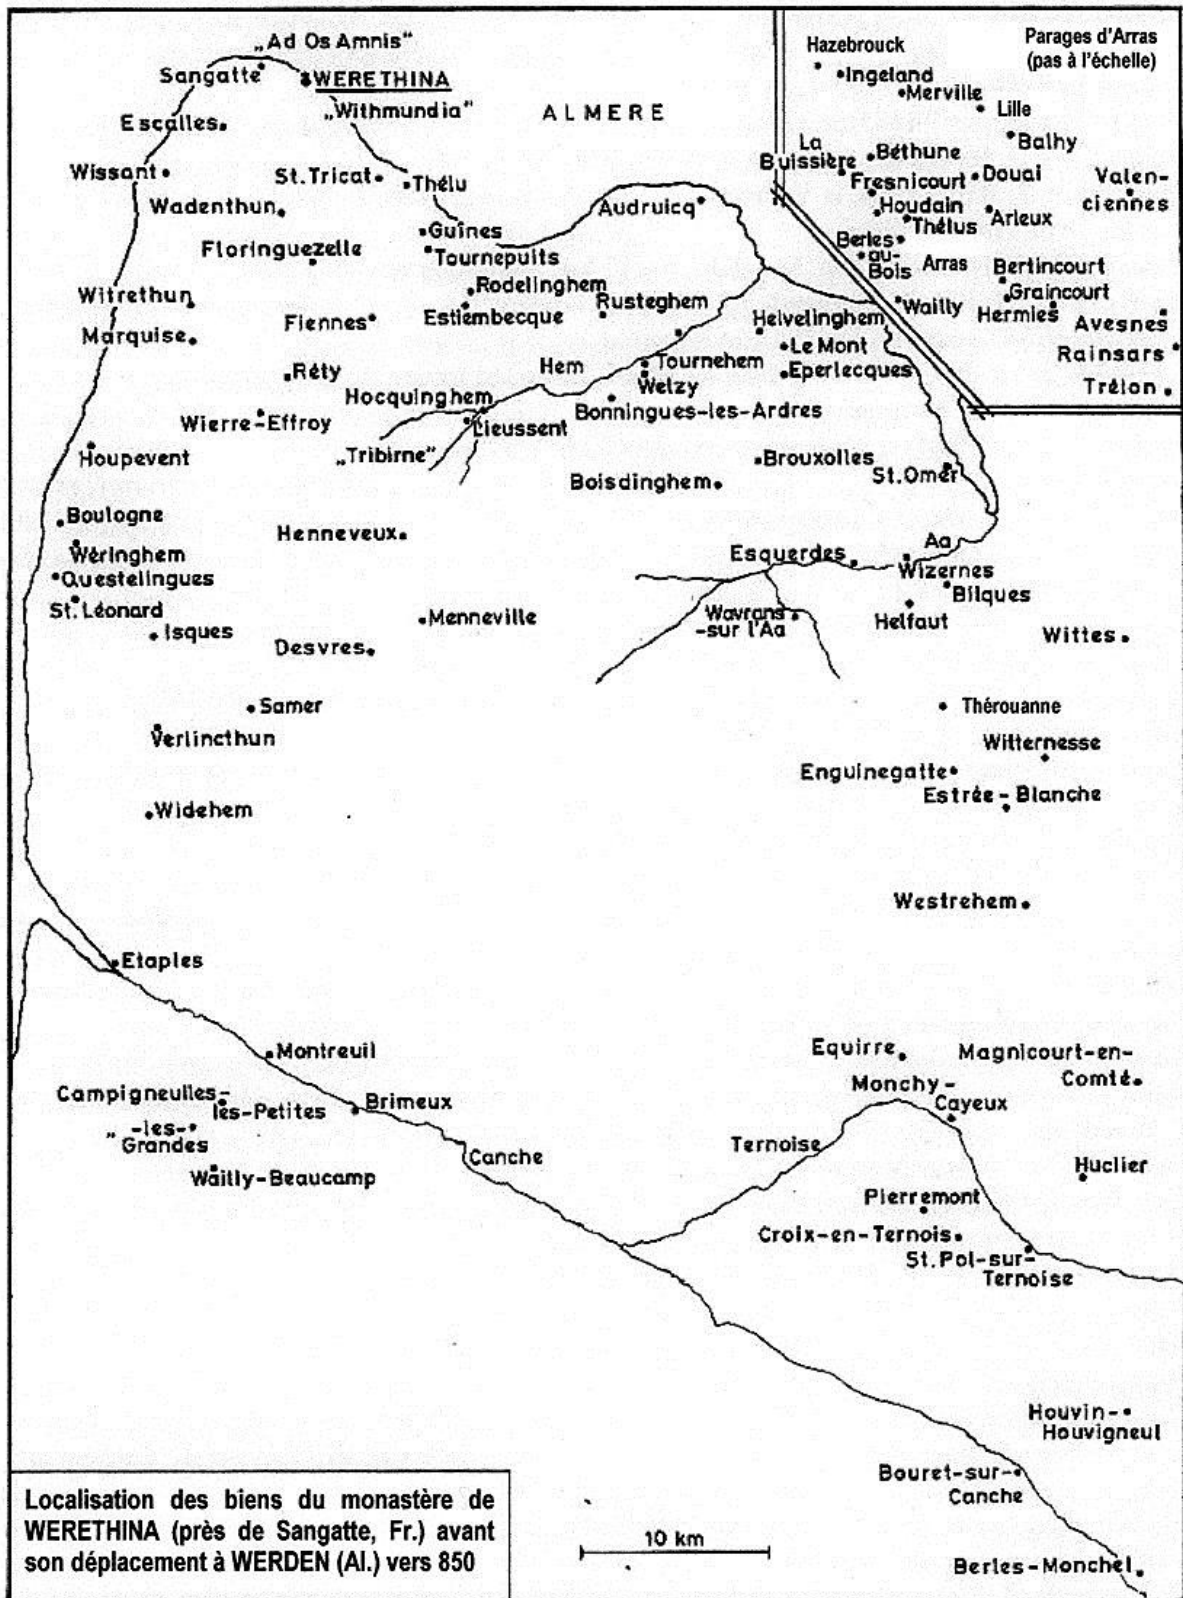 „Ad Os Amnis"
Sangatte
WERETHINA
„Withmundia"
ALMERE
Escalles
Wissant
St.Tricat
Thélu
Wadenthun
Audruicq
Guînes
Floringuezelle
Tournepuits
Rodelinghem
Witrethun
Estiembecque
Rusteghem
Fiennes
Marquise
Helvelinghem
Le Mont
Hem
Tournehem
Eperlecques
Réty
Welzy
Hocquinghem
Bonningues-les-Ardres
Wierre-Effroy
Lieussent
„Tribirne"
Houpevent
Brouxolles
St.Omer
Boisdinghem
Boulogne
Henneveux
Wéringhem
Aa
Esquerdes
Wizernes
Questelingues
Bilques
St.Léonard
Wavrans
-sur l'Aa
Helfaut
Menneville
Isques
Wittes
Desvres
Samer
Thérouanne
Verlincthun
Witternesse
Enguinegatte
Estrée-Blanche
Widehem
Westrehem
Etaples
Montreuil
Equirre
Magnicourt-en-
Comté
Campigneulles-
les-Petites
Brimeux
Monchy-
Cayeux
„ -les-
Grandes
Ternoise
Canche
Wailly-Beaucamp
Huclier
Pierremont
Croix-en-Ternois
St.Pol-sur-
Ternoise
Houvin-
Houvigneul
Bouret-sur-
Canche
Berles-Monchel
10 km
Parages d'Arras
(pas à l'échelle)
Hazebrouck
Ingeland
Merville
Lille
Balhy
La
Buissière
Béthune
Fresnicourt
Douai
Valen-
ciennes
Houdain
Thélus
Arleux
Berles-
au-
Bois
Arras
Bertincourt
Graincourt
Wailly
Hermies
Avesnes
Rainsars
Trélon
Localisation des biens du monastère de
WERETHINA (près de Sangatte, Fr.) avant
son déplacement à WERDEN (Al.) vers 850